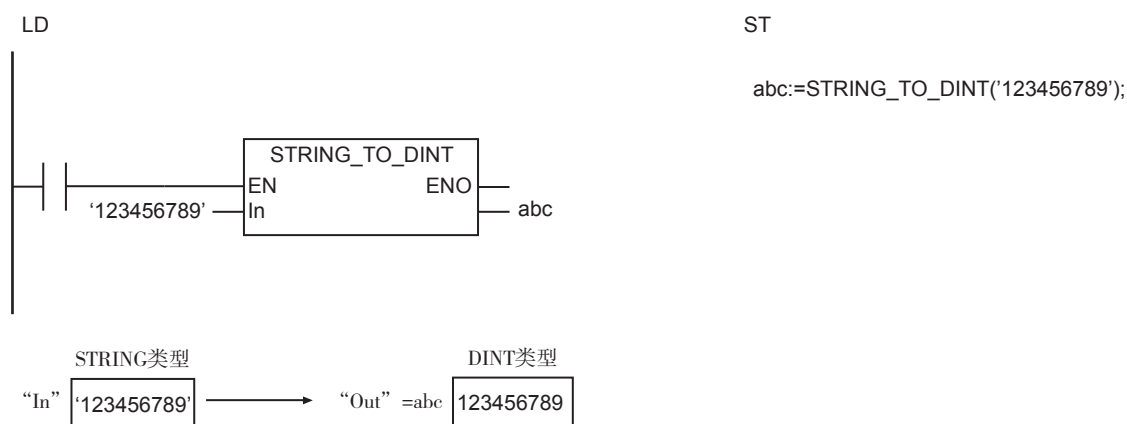 LD
ST
abc:=STRING_TO_DINT('123456789');
STRING_TO_DINT
EN ENO
‘123456789’ In abc
STRING类型 DINT类型
“In” ‘123456789’ “Out” =abc 123456789